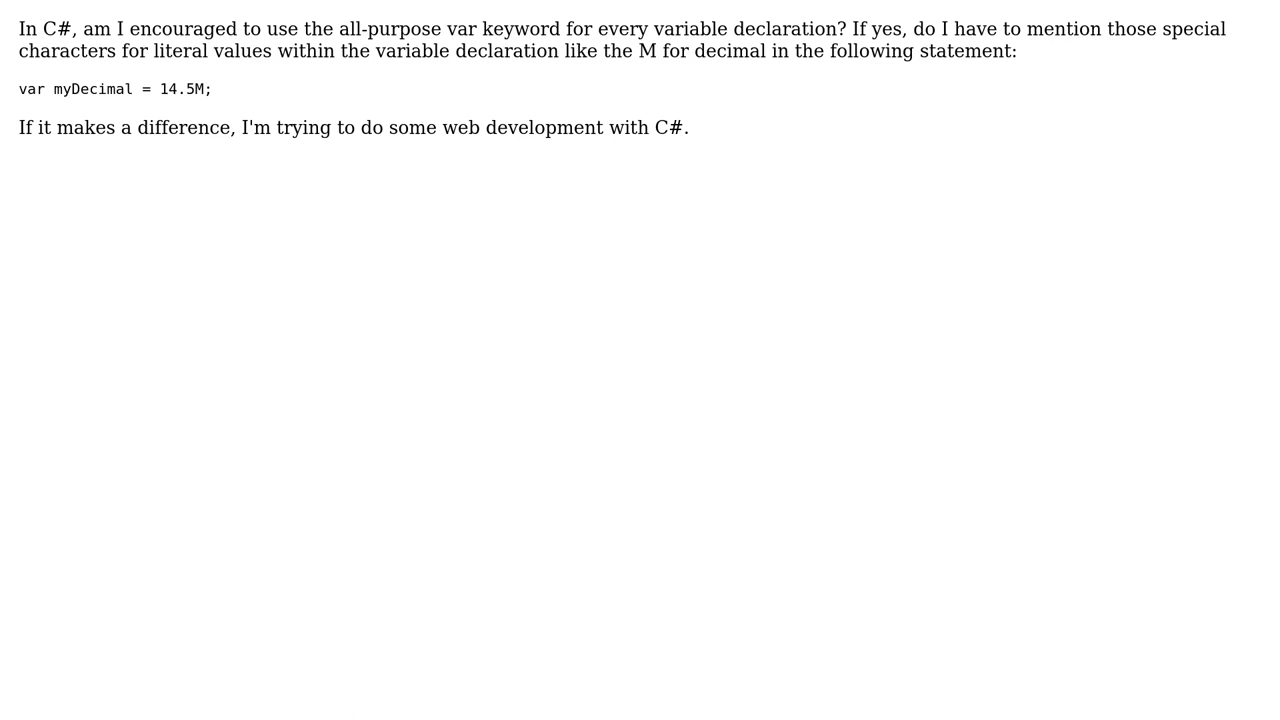 In C#, am I encouraged to use the all-purpose var keyword for every variable declaration? If yes, do I have to mention those special
characters for literal values within the variable declaration like the M for decimal in the following statement:
var myDecimal = 14.5M;
If it makes a difference, I'm trying to do some web development with C#.